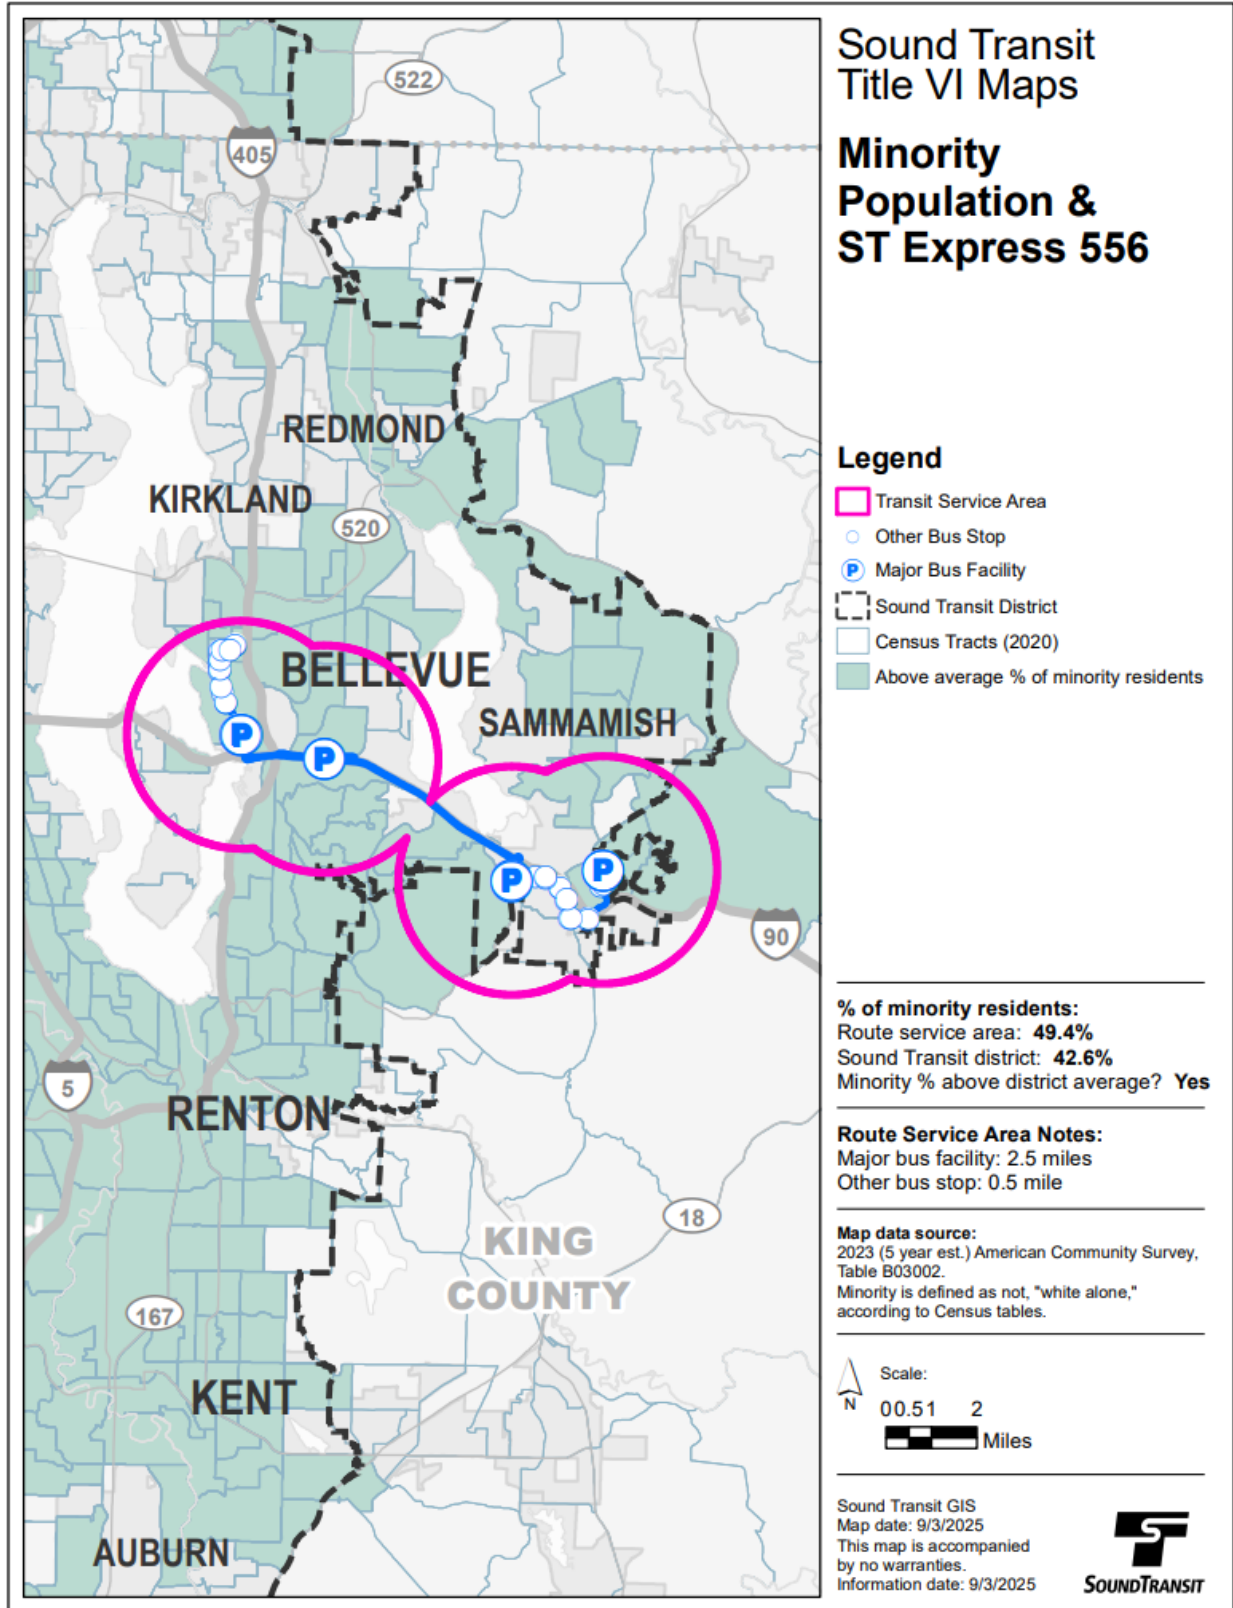 Sound Transit
Title VI Maps
Minority
Population &
ST Express 556
Legend
Transit Service Area
Other Bus Stop
P Major Bus Facility
Sound Transit District
Census Tracts (2020)
Above average % of minority residents
% of minority residents:
Route service area: 49.4%
Sound Transit district: 42.6%
Minority % above district average? Yes
Route Service Area Notes:
Major bus facility: 2.5 miles
Other bus stop: 0.5 mile
Map data source:
2023 (5 year est.) American Community Survey,
Table B03002.
Minority is defined as not, "white alone,"
according to Census tables.
N
Scale:
0 0.5 1 2
Miles
Sound Transit GIS
Map date: 9/3/2025
This map is accompanied
by no warranties.
Information date: 9/3/2025
SOUNDTRANSIT
522
405
REDMOND
KIRKLAND
520
BELLEVUE
SAMMAMISH
P
P
P
P
90
5
RENTON
18
KING
COUNTY
167
KENT
AUBURN